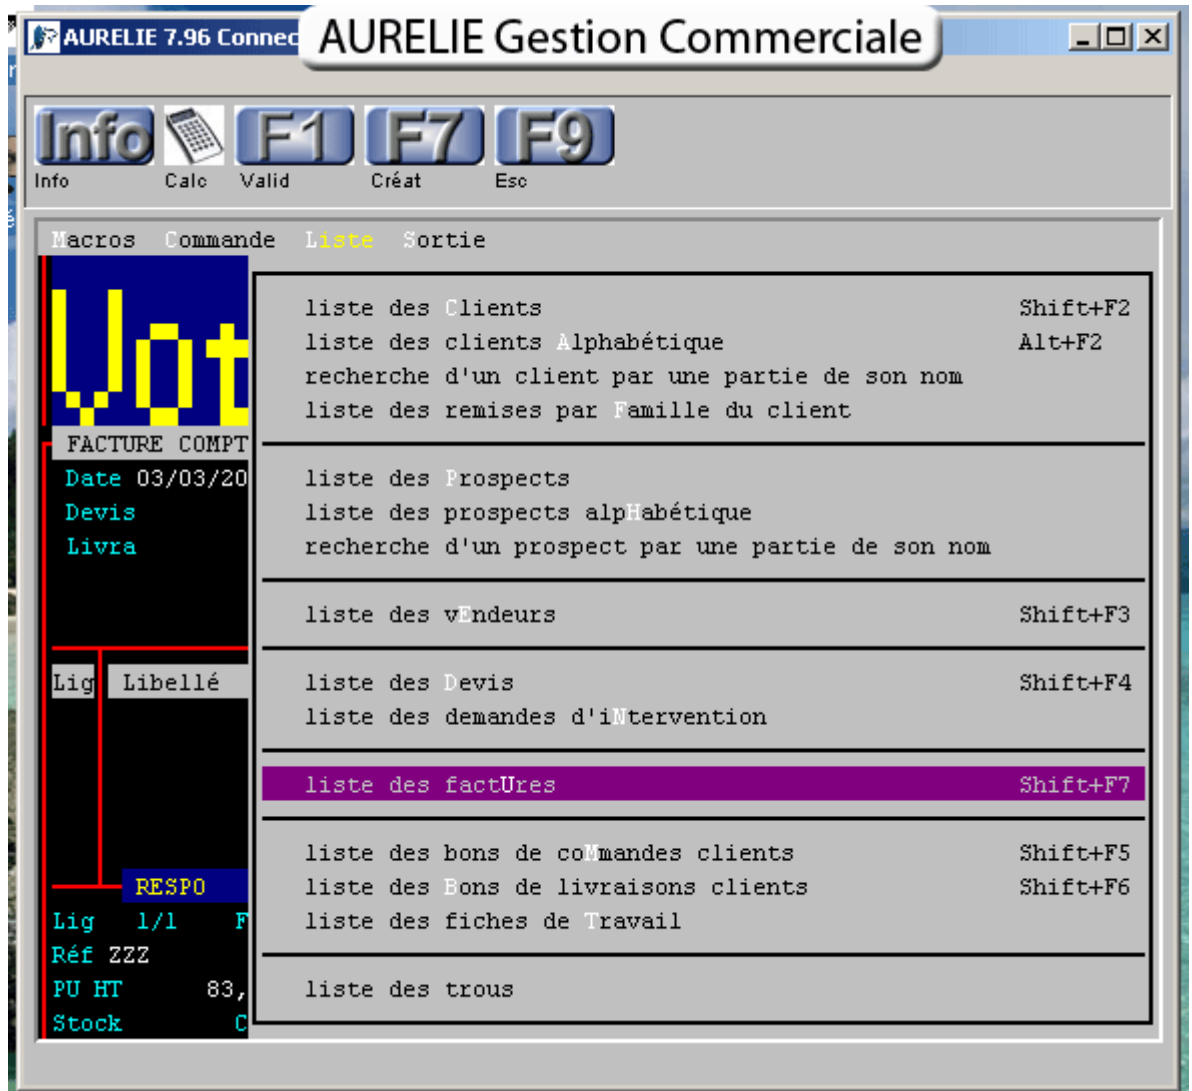 AURELIE 7.96 Connec
AURELIE Gestion Commerciale
Info F1 F7 F9
Info Calc Valid Créat Esc
Macros Commande Liste Sortie
Vot
liste des Clients Shift+F2
liste des clients Alphabétique Alt+F2
recherche d'un client par une partie de son nom
liste des remises par Famille du client
FACTURE COMPT
Date 03/03/20 liste des Prospects
Devis liste des prospects alpHabétique
Livra recherche d'un prospect par une partie de son nom
liste des vEndeurs Shift+F3
Lig Libellé liste des Devis Shift+F4
liste des demandes d'iNtervention
liste des factUres Shift+F7
liste des bons de coMmandes clients Shift+F5
RESPO liste des Bons de livraisons clients Shift+F6
Lig 1/1 F liste des fiches de Travail
Réf ZZZ
PU HT 83, liste des trous
Stock C